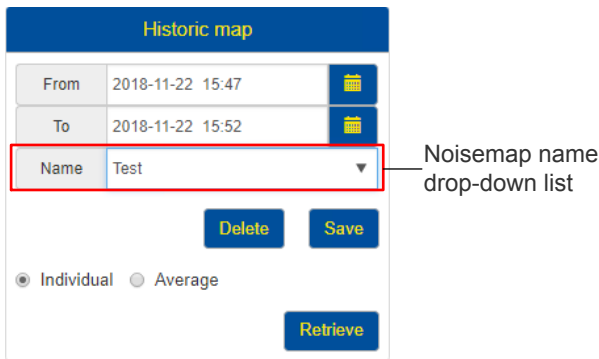 Historic map
From 2018-11-22 15:47
To 2018-11-22 15:52
Name Test
Noisemap name
drop-down list
Delete Save
Individual Average
Retrieve